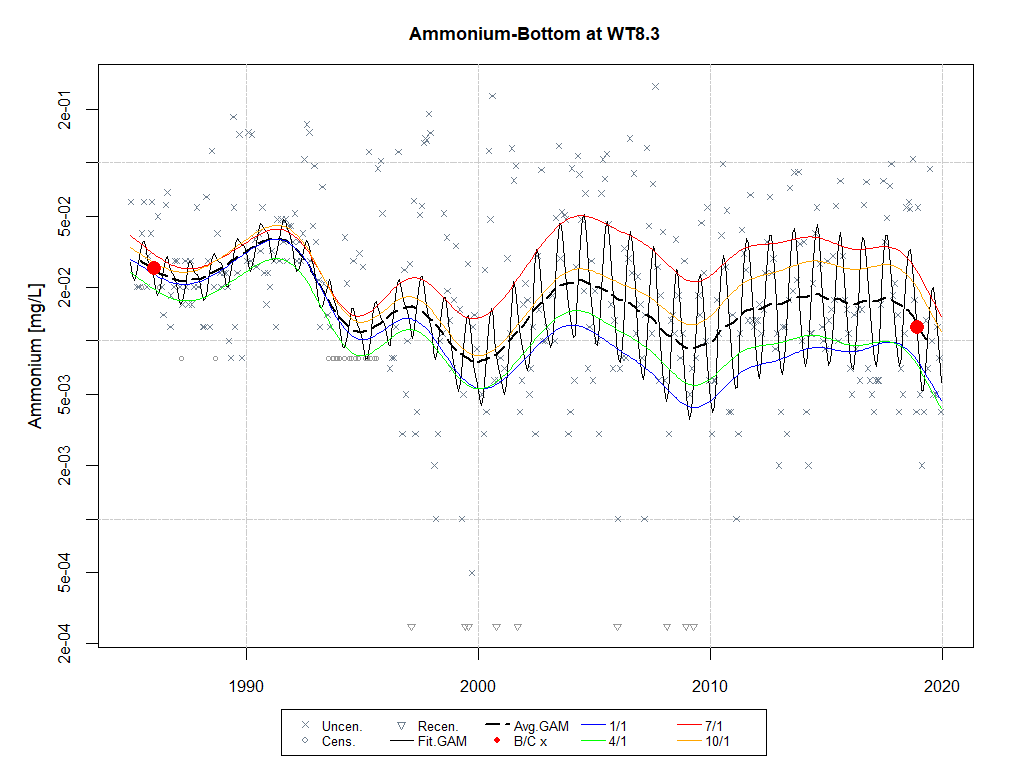 Ammonium-Bottom at WT8.3
Ammonium [mg/L]
2e-01
5e-02
2e-02
5e-03
2e-03
5e-04
2e-04
1990 2000 2010 2020
Uncen. Recen. Avg.GAM 1/1 7/1
Cens. Fit.GAM B/C x 4/1 10/1